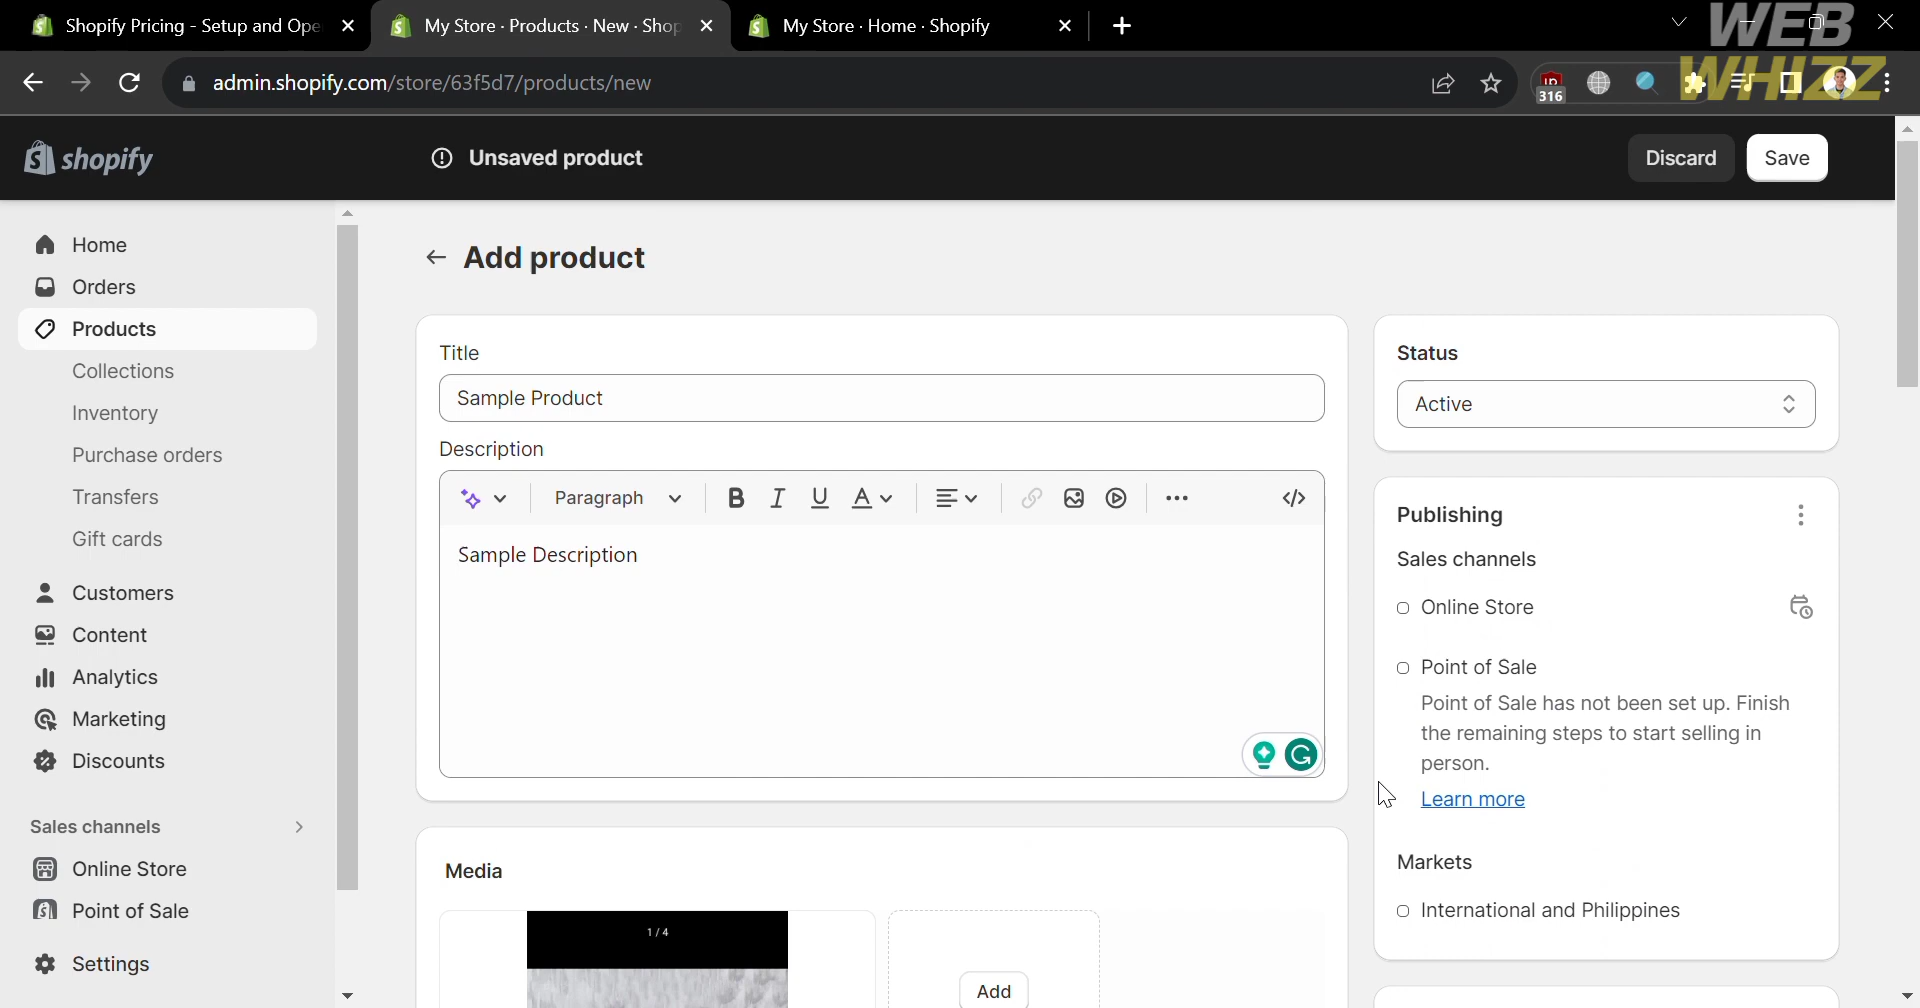 Shopify Pricing - Setup and Ope
My Store · Products · New · Shop
My Store · Home · Shopify
WEB
WHIZZ
admin.shopify.com/store/63f5d7/products/new
316
shopify
Unsaved product
Discard
Save
Home
Orders
Products
Collections
Inventory
Purchase orders
Transfers
Gift cards
Customers
Content
Analytics
Marketing
Discounts
Sales channels
Online Store
Point of Sale
Settings
Add product
Title
Sample Product
Description
Paragraph
B I U A
Sample Description
Media
1 / 4
Add
Status
Active
Publishing
Sales channels
Online Store
Point of Sale
Point of Sale has not been set up. Finish
the remaining steps to start selling in
person.
Learn more
Markets
International and Philippines